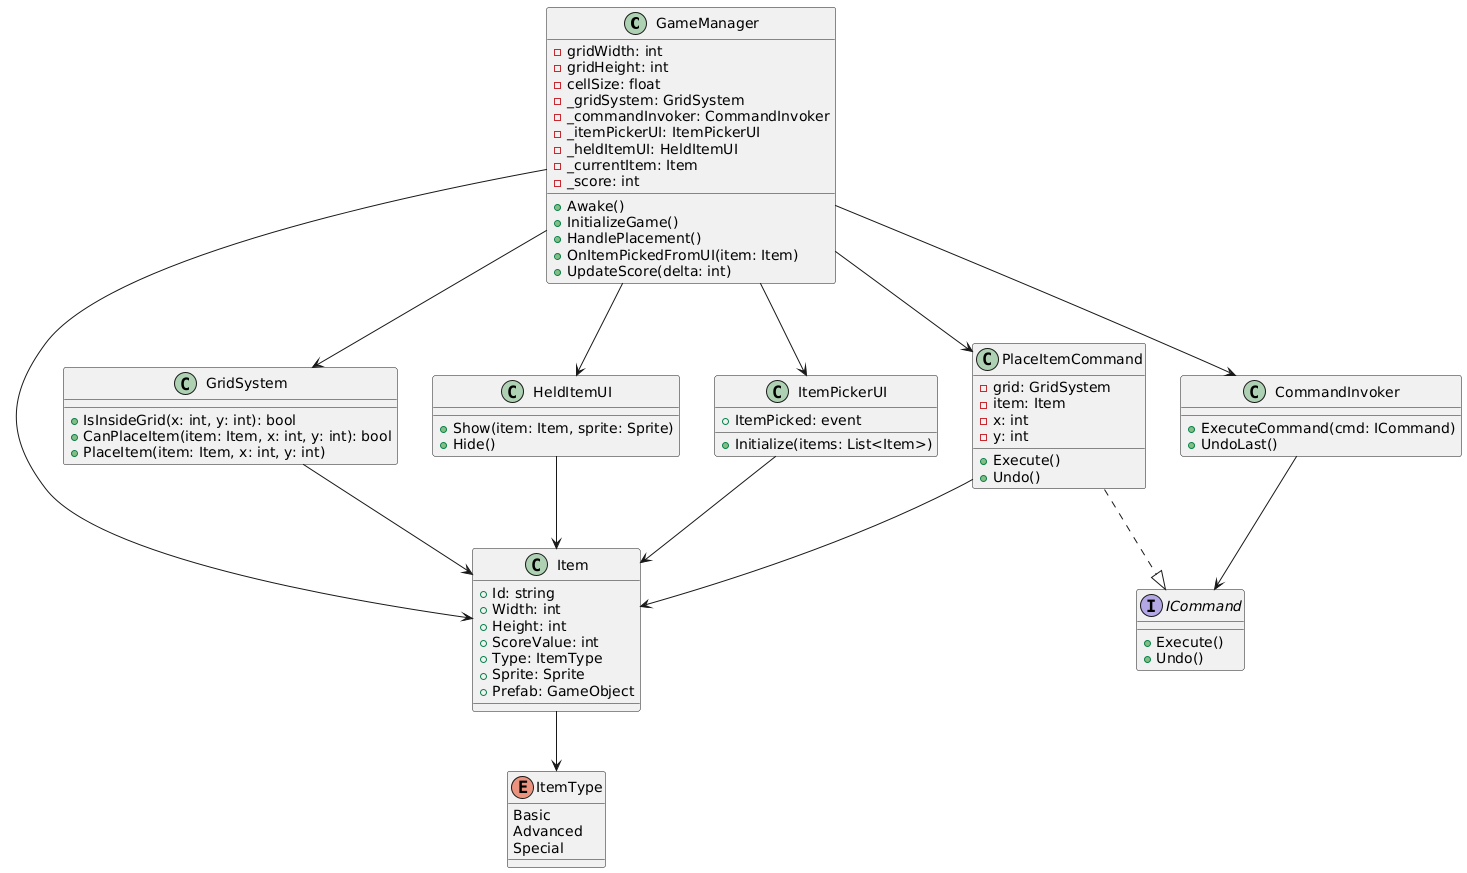 C GameManager
gridWidth: int
gridHeight: int
cellSize: float
_gridSystem: GridSystem
_commandInvoker: CommandInvoker
_itemPickerUI: ItemPickerUI
_heldItemUI: HeldItemUI
_currentItem: Item
_score: int
Awake()
InitializeGame()
HandlePlacement()
OnItemPickedFromUI(item: Item)
UpdateScore(delta: int)
C GridSystem
IsInsideGrid(x: int, y: int): bool
CanPlaceItem(item: Item, x: int, y: int): bool
PlaceItem(item: Item, x: int, y: int)
C HeldItemUI
Show(item: Item, sprite: Sprite)
Hide()
C ItemPickerUI
ItemPicked: event
Initialize(items: List<Item>)
C PlaceItemCommand
grid: GridSystem
item: Item
x: int
y: int
Execute()
Undo()
C CommandInvoker
ExecuteCommand(cmd: ICommand)
UndoLast()
C Item
Id: string
Width: int
Height: int
ScoreValue: int
Type: ItemType
Sprite: Sprite
Prefab: GameObject
I ICommand
Execute()
Undo()
E ItemType
Basic
Advanced
Special